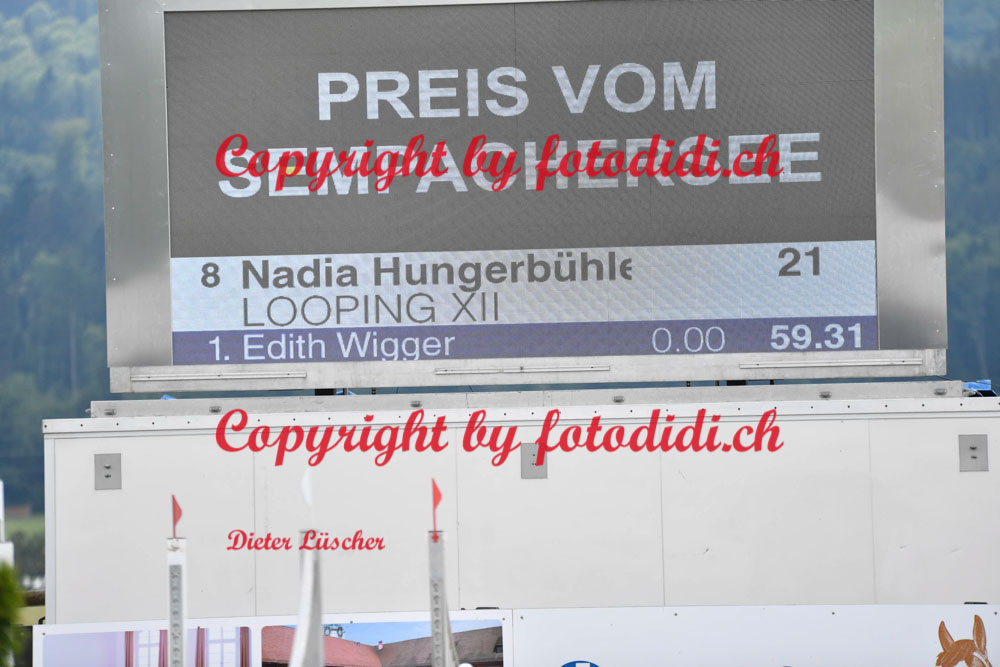 PREIS VOM
SEMPACHERSEE
Copyright by fotodidi.ch
8 Nadia Hungerbühle 21
LOOPING XII
1. Edith Wigger 0.00 59.31
Copyright by fotodidi.ch
Dieter Lüscher